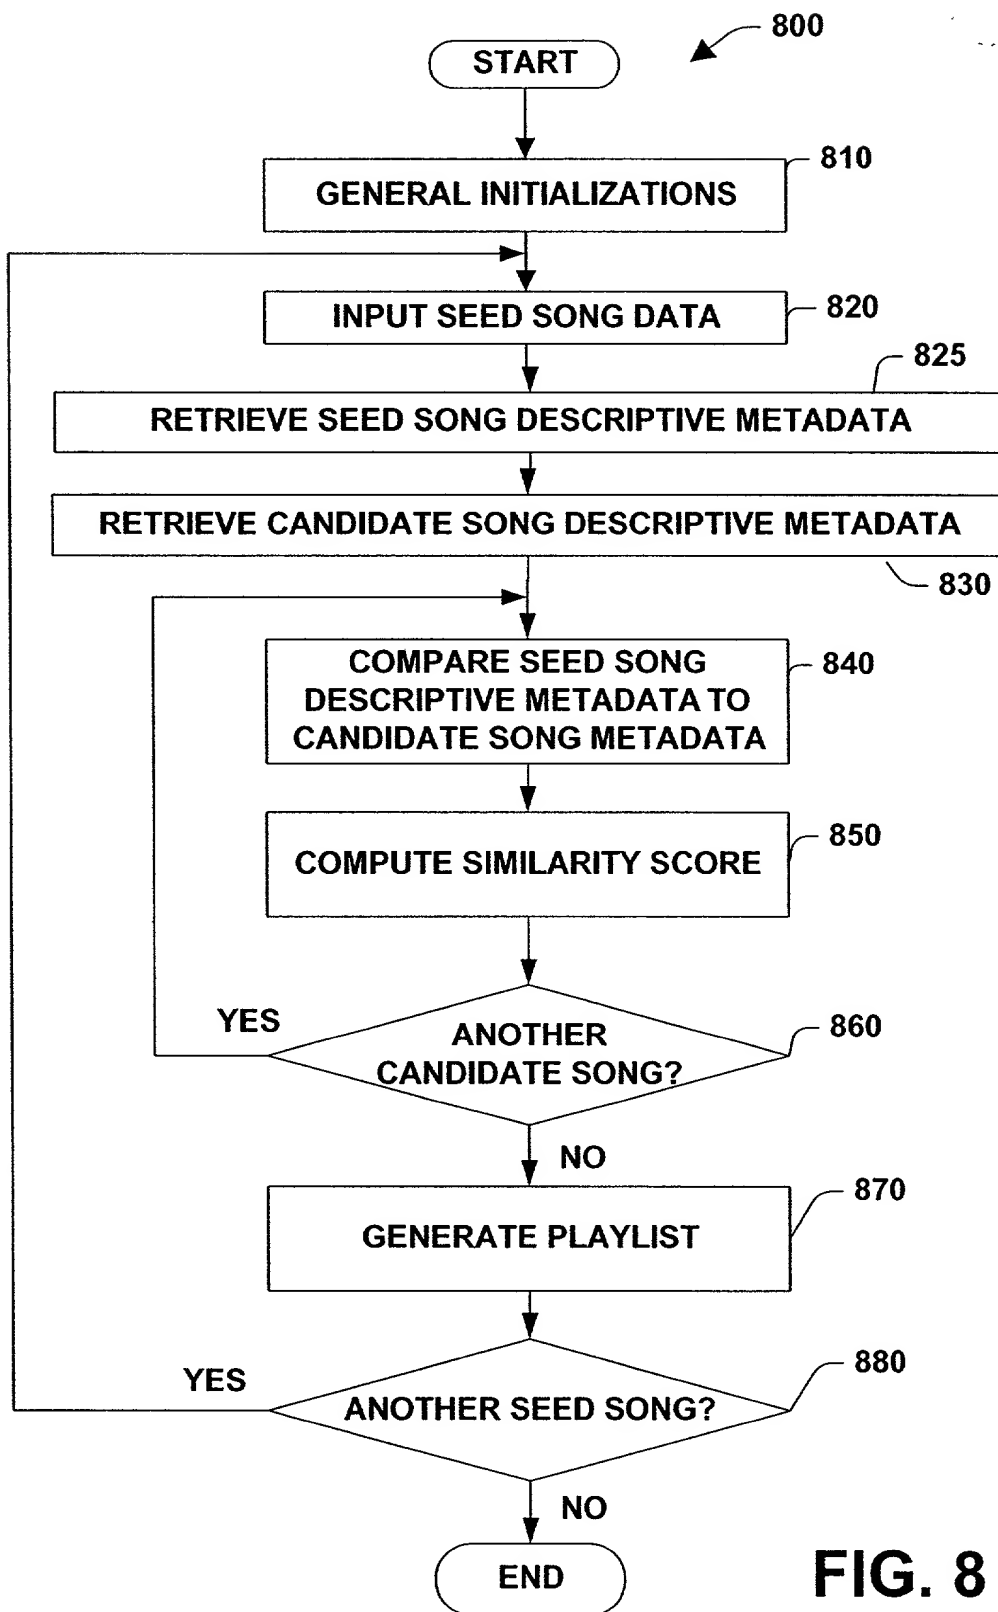 800
START
810
GENERAL INITIALIZATIONS
INPUT SEED SONG DATA
820
825
RETRIEVE SEED SONG DESCRIPTIVE METADATA
RETRIEVE CANDIDATE SONG DESCRIPTIVE METADATA
830
COMPARE SEED SONG
DESCRIPTIVE METADATA TO
CANDIDATE SONG METADATA
840
COMPUTE SIMILARITY SCORE
850
YES
ANOTHER
CANDIDATE SONG?
860
NO
870
GENERATE PLAYLIST
YES
ANOTHER SEED SONG?
880
NO
END
FIG. 8